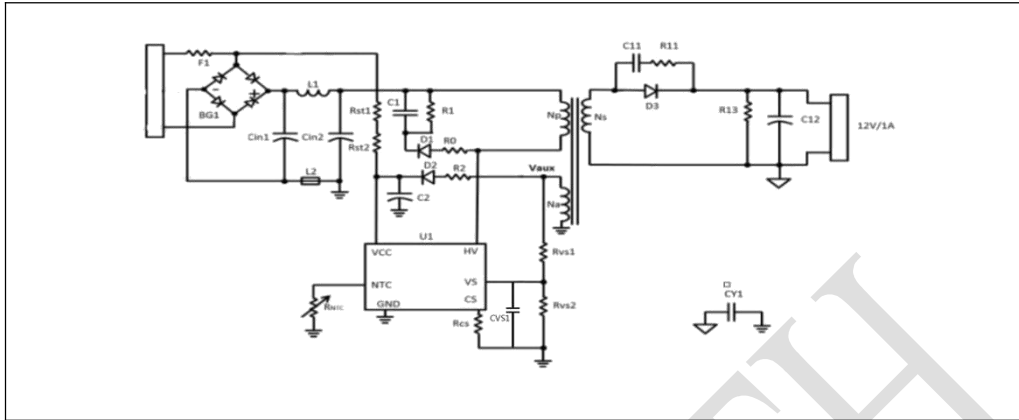 F1
BG1
Cin1
Cin2
L1
L2
Rst1
Rst2
C1
R1
D1
R0
D2
R2
C2
Vaux
Np
Ns
Na
C11
R11
D3
R13
C12
12V/1A
U1
VCC
HV
NTC
VS
CS
GND
RNTC
Rcs
CVS1
Rvs1
Rvs2
CY1
TH